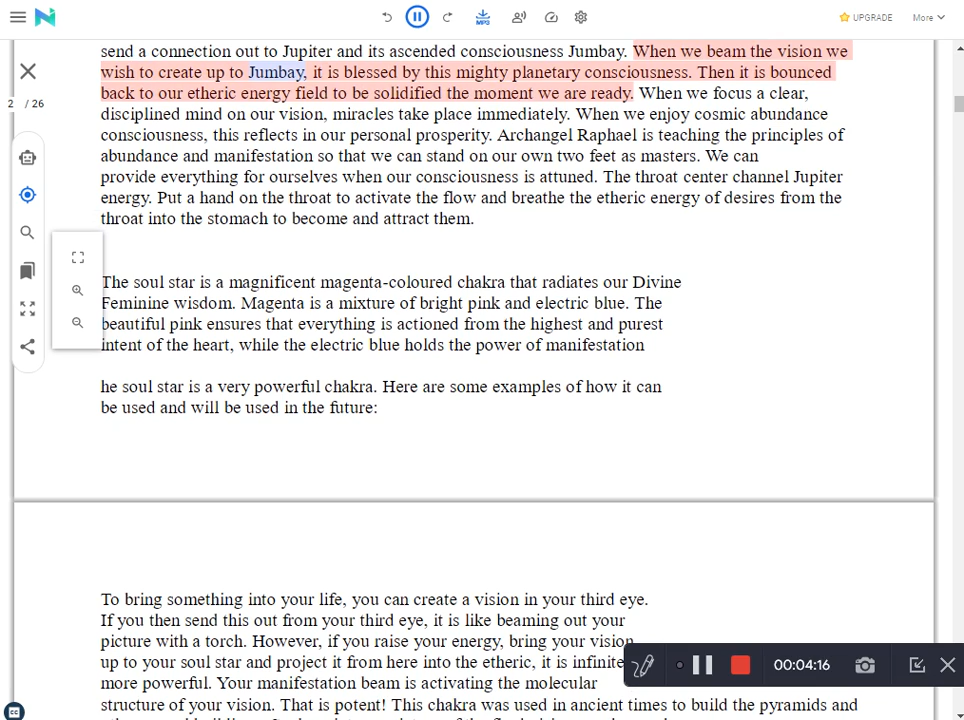 UPGRADE
More
MP3
send a connection out to Jupiter and its ascended consciousness Jumbay. When we beam the vision we
wish to create up to Jumbay, it is blessed by this mighty planetary consciousness. Then it is bounced
back to our etheric energy field to be solidified the moment we are ready. When we focus a clear,
disciplined mind on our vision, miracles take place immediately. When we enjoy cosmic abundance
consciousness, this reflects in our personal prosperity. Archangel Raphael is teaching the principles of
abundance and manifestation so that we can stand on our own two feet as masters. We can
provide everything for ourselves when our consciousness is attuned. The throat center channel Jupiter
energy. Put a hand on the throat to activate the flow and breathe the etheric energy of desires from the
throat into the stomach to become and attract them.
2 / 26
The soul star is a magnificent magenta-coloured chakra that radiates our Divine
Feminine wisdom. Magenta is a mixture of bright pink and electric blue. The
beautiful pink ensures that everything is actioned from the highest and purest
intent of the heart, while the electric blue holds the power of manifestation
he soul star is a very powerful chakra. Here are some examples of how it can
be used and will be used in the future:
To bring something into your life, you can create a vision in your third eye.
If you then send this out from your third eye, it is like beaming out your
picture with a torch. However, if you raise your energy, bring your vision
up to your soul star and project it from here into the etheric, it is infinite
more powerful. Your manifestation beam is activating the molecular
structure of your vision. That is potent! This chakra was used in ancient times to build the pyramids and
00:04:16
CC